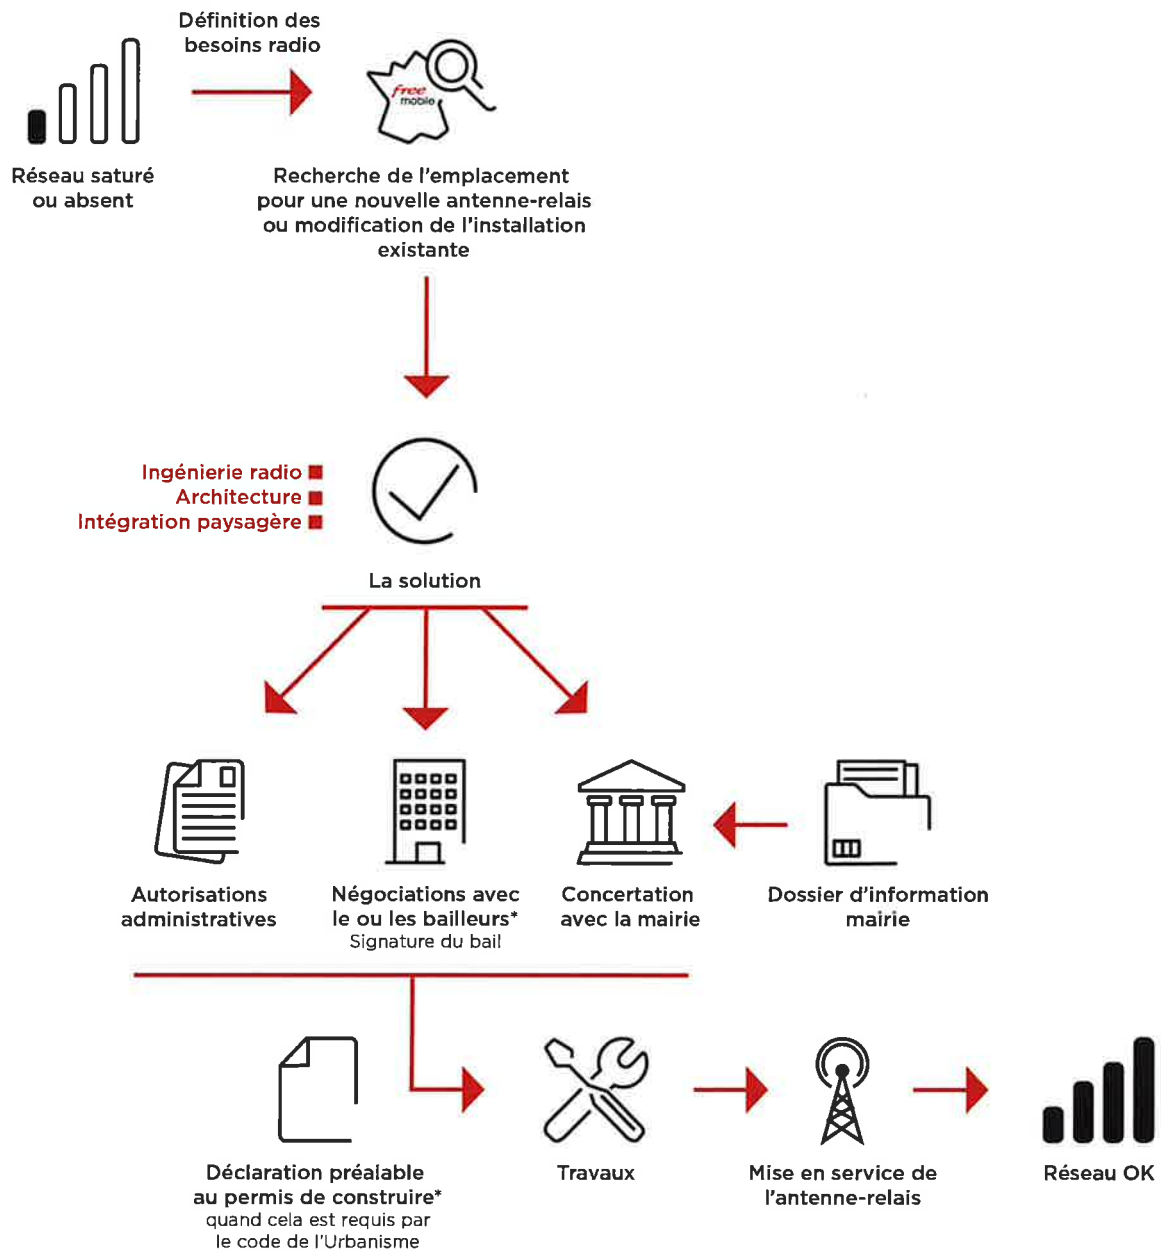 Définition des
besoins radio
free
mobile
Réseau saturé
ou absent
Recherche de l'emplacement
pour une nouvelle antenne-relais
ou modification de l'installation
existante
Ingénierie radio
Architecture
Intégration paysagère
La solution
Autorisations
administratives
Négociations avec
le ou les bailleurs*
Signature du bail
Concertation
avec la mairie
Dossier d'information
mairie
Déclaration préalable
au permis de construire*
quand cela est requis par
le code de l'Urbanisme
Travaux
Mise en service de
l'antenne-relais
Réseau OK